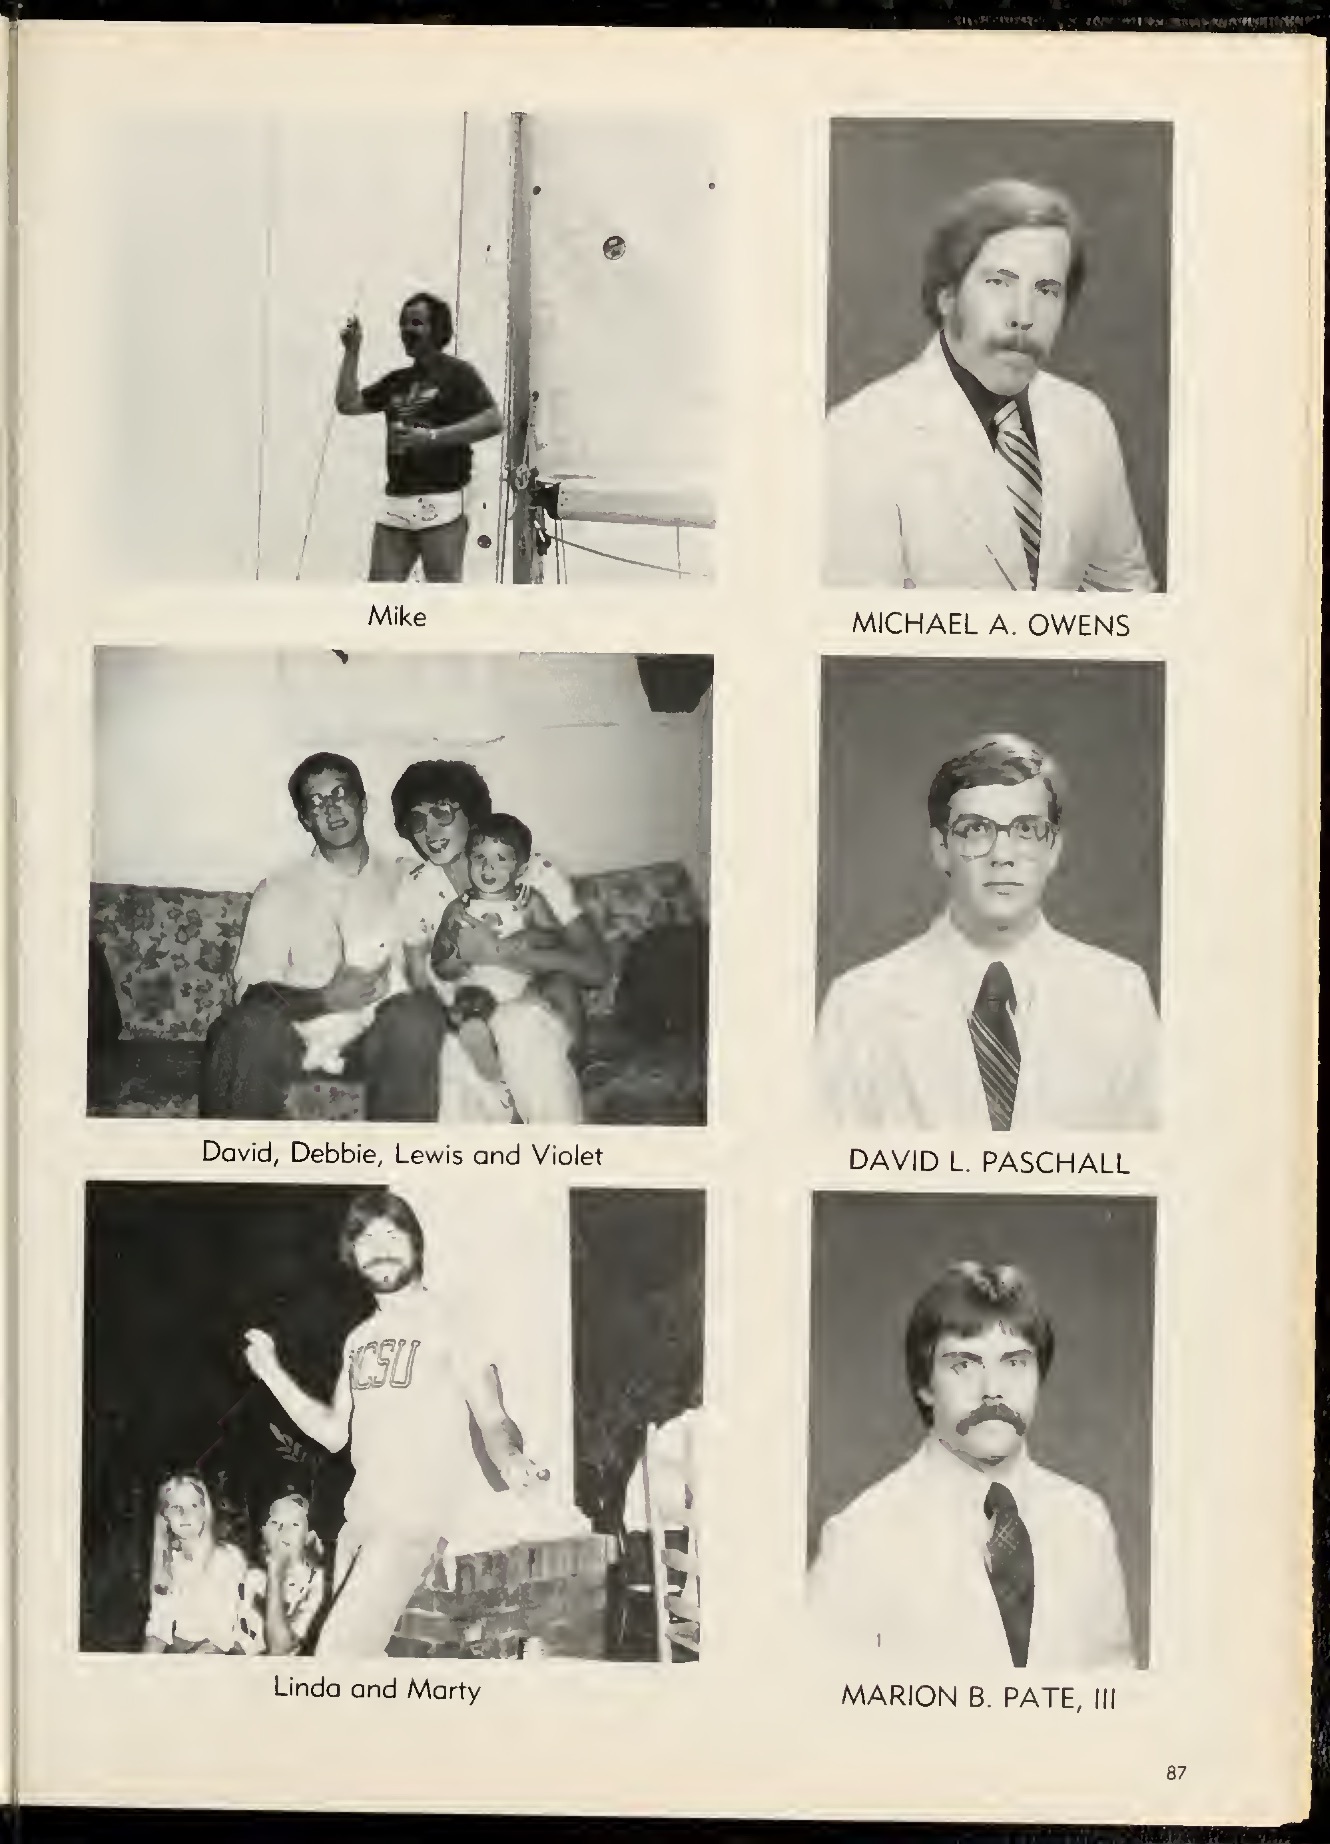 Mike
MICHAEL A. OWENS
David, Debbie, Lewis and Violet
DAVID L. PASCHALL
NCSU
Linda and Marty
MARION B. PATE, III
87